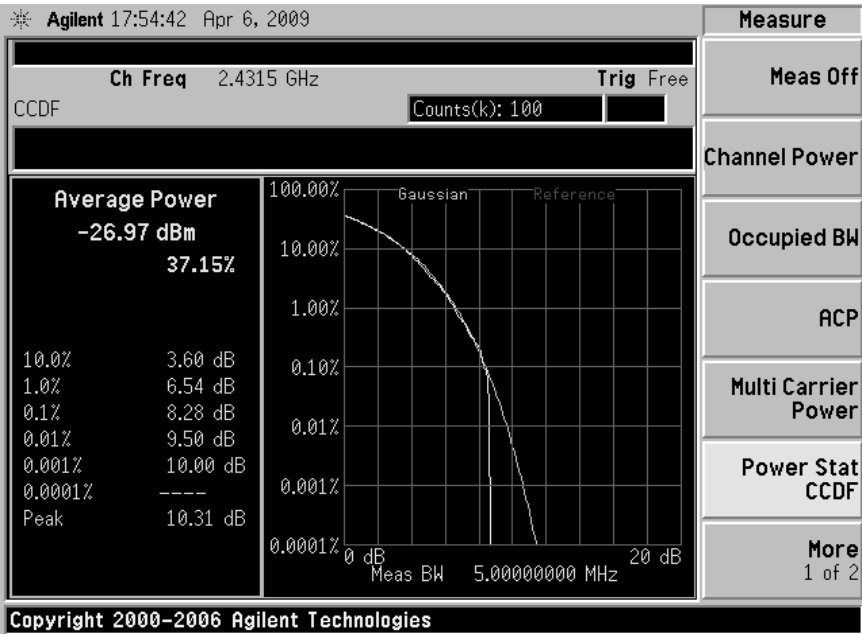 Agilent 17:54:42 Apr 6, 2009
Measure
Ch Freq 2.4315 GHz
Trig Free
CCDF
Counts(k): 100
Meas Off
Channel Power
Occupied BW
ACP
Multi Carrier
Power
Power Stat
CCDF
More
1 of 2
Average Power
-26.97 dBm
37.15%
10.0% 3.60 dB
1.0% 6.54 dB
0.1% 8.28 dB
0.01% 9.50 dB
0.001% 10.00 dB
0.0001% ----
Peak 10.31 dB
Gaussian
Reference
100.00%
10.00%
1.00%
0.10%
0.01%
0.001%
0.0001%
0 dB
20 dB
Meas BW 5.00000000 MHz
Copyright 2000-2006 Agilent Technologies